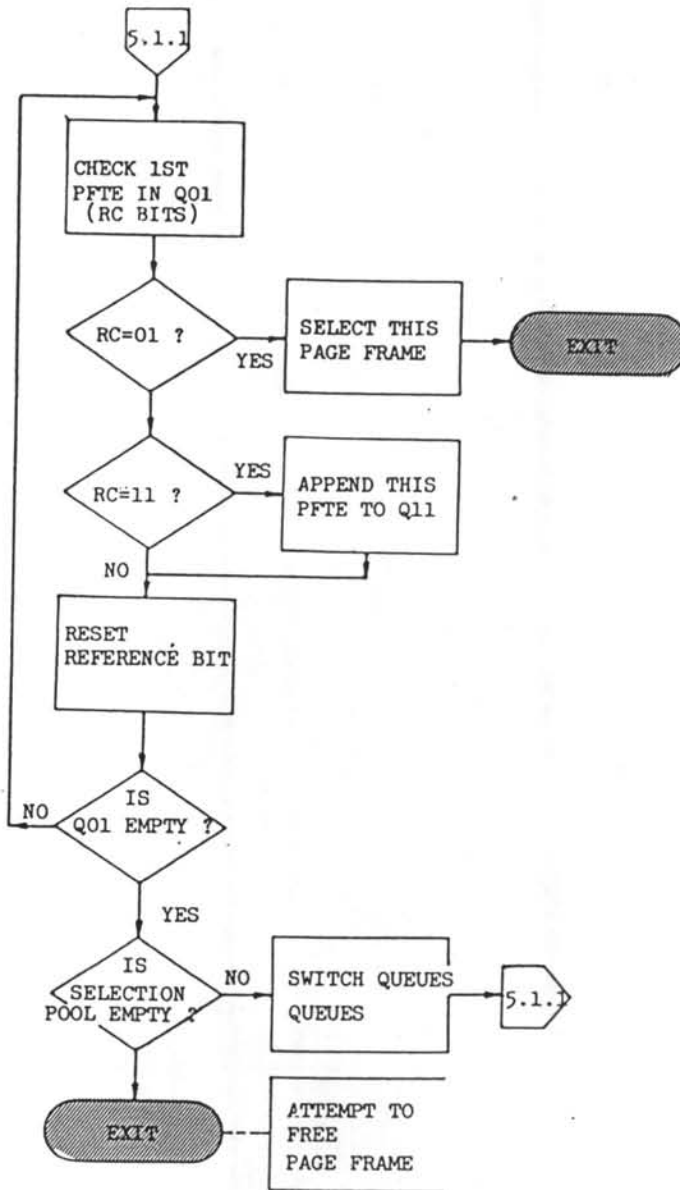 5.1.1
CHECK 1ST
PFTE IN Q01
(RC BITS)
RC=01 ?
YES
SELECT THIS
PAGE FRAME
EXIT
RC=11 ?
YES
APPEND THIS
PFTE TO Q11
NO
RESET
REFERENCE BIT
IS
Q01 EMPTY ?
NO
YES
IS
SELECTION
POOL EMPTY ?
NO
SWITCH QUEUES
QUEUES
5.1.1
EXIT
ATTEMPT TO
FREE
PAGE FRAME